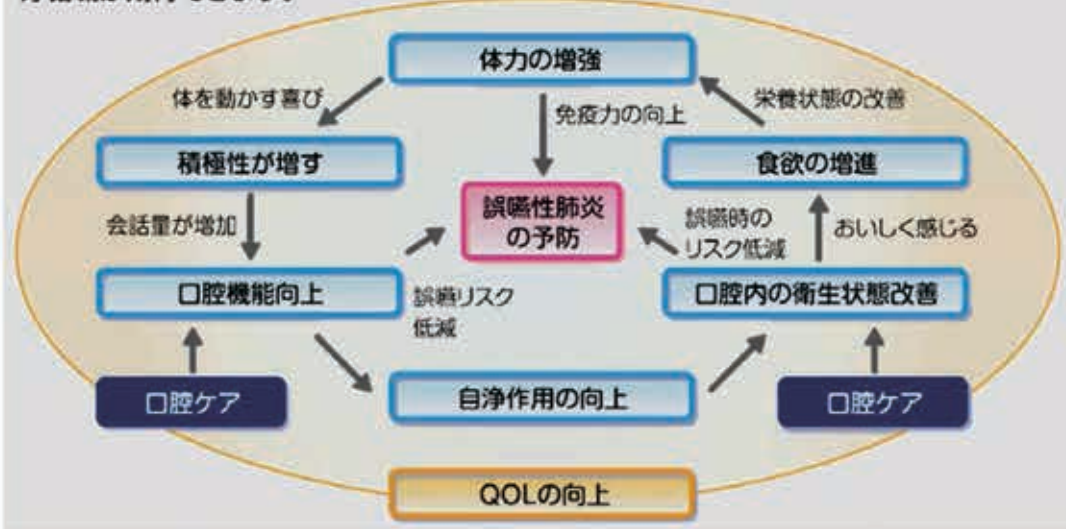 体力の増強
体を動かす喜び
免疫力の向上
栄養状態の改善
積極性が増す
食欲の増進
誤嚥性肺炎
の予防
会話量が増加
誤嚥時の
リスク低減
おいしく感じる
口腔機能向上
誤嚥リスク
低減
口腔内の衛生状態改善
自浄作用の向上
口腔ケア
口腔ケア
QOLの向上